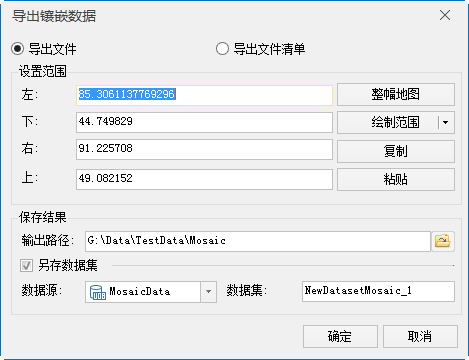 导出镶嵌数据
导出文件 导出文件清单
设置范围
左: 85.3061137769296 整幅地图
下: 44.749829 绘制范围
右: 91.225708 复制
上: 49.082152 粘贴
保存结果
输出路径: G:\Data\TestData\Mosaic
另存数据集
数据源: MosaicData 数据集: NewDatasetMosaic_1
确定 取消